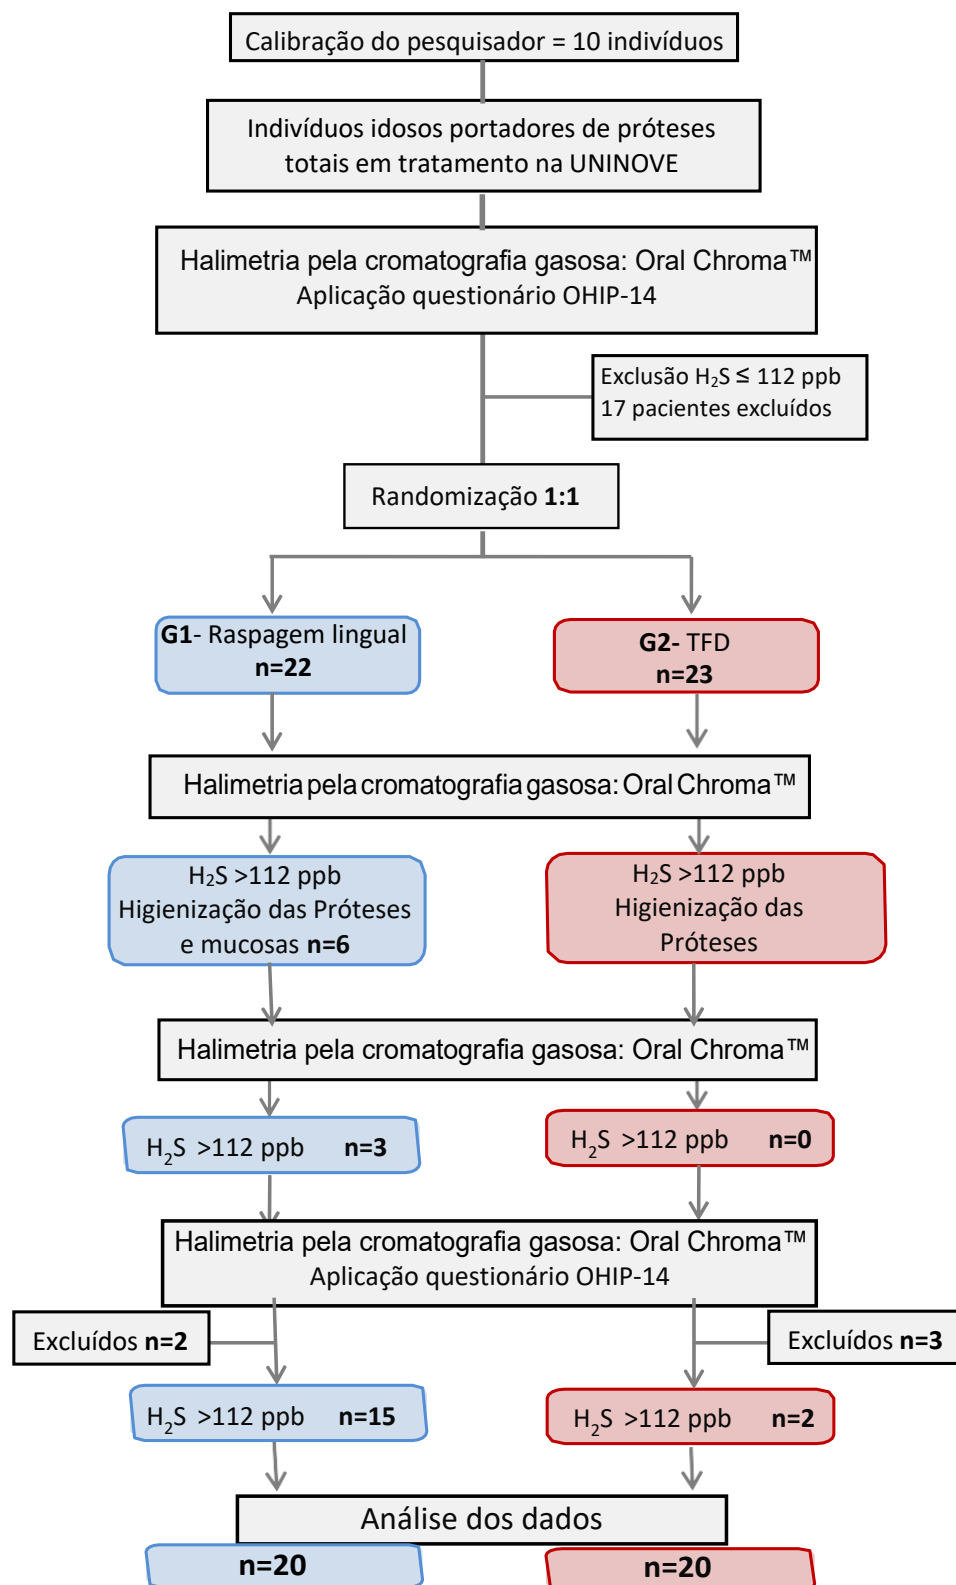 Calibração do pesquisador = 10 indivíduos
Indivíduos idosos portadores de próteses
totais em tratamento na UNINOVE
Halimetria pela cromatografia gasosa: Oral Chroma™
Aplicação questionário OHIP-14
Exclusão H₂S ≤ 112 ppb
17 pacientes excluídos
Randomização 1:1
G1- Raspagem lingual
n=22
G2- TFD
n=23
Halimetria pela cromatografia gasosa: Oral Chroma™
H₂S >112 ppb
Higienização das Próteses
e mucosas n=6
H₂S >112 ppb
Higienização das
Próteses
Halimetria pela cromatografia gasosa: Oral Chroma™
H₂S >112 ppb n=3
H₂S >112 ppb n=0
Halimetria pela cromatografia gasosa: Oral Chroma™
Aplicação questionário OHIP-14
Excluídos n=2
Excluídos n=3
H₂S >112 ppb n=15
H₂S >112 ppb n=2
Análise dos dados
n=20
n=20